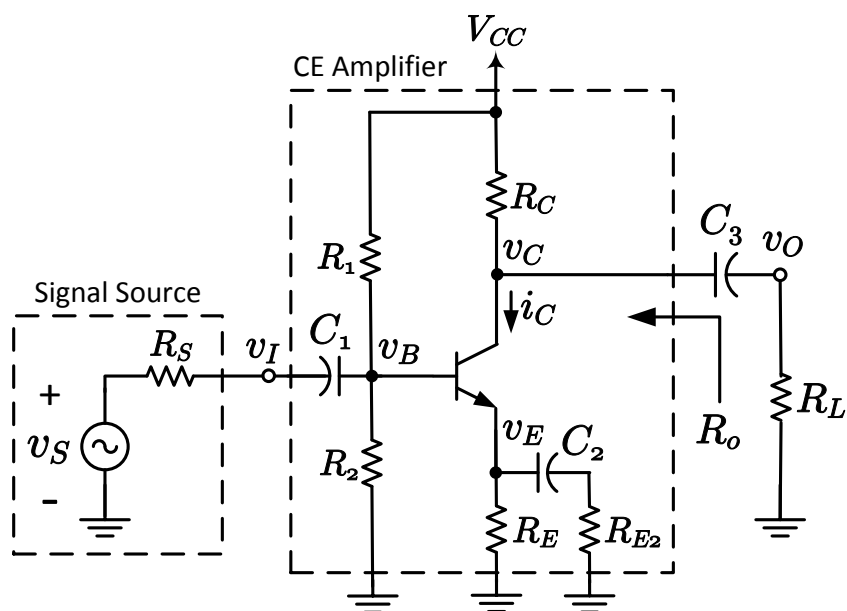 V_CC
CE Amplifier
R_C
C_3
v_O
v_C
R_1
Signal Source
i_C
R_S
v_I
C_1
v_B
R_L
+
v_S
-
v_E
C_2
R_o
R_2
R_E
R_E2